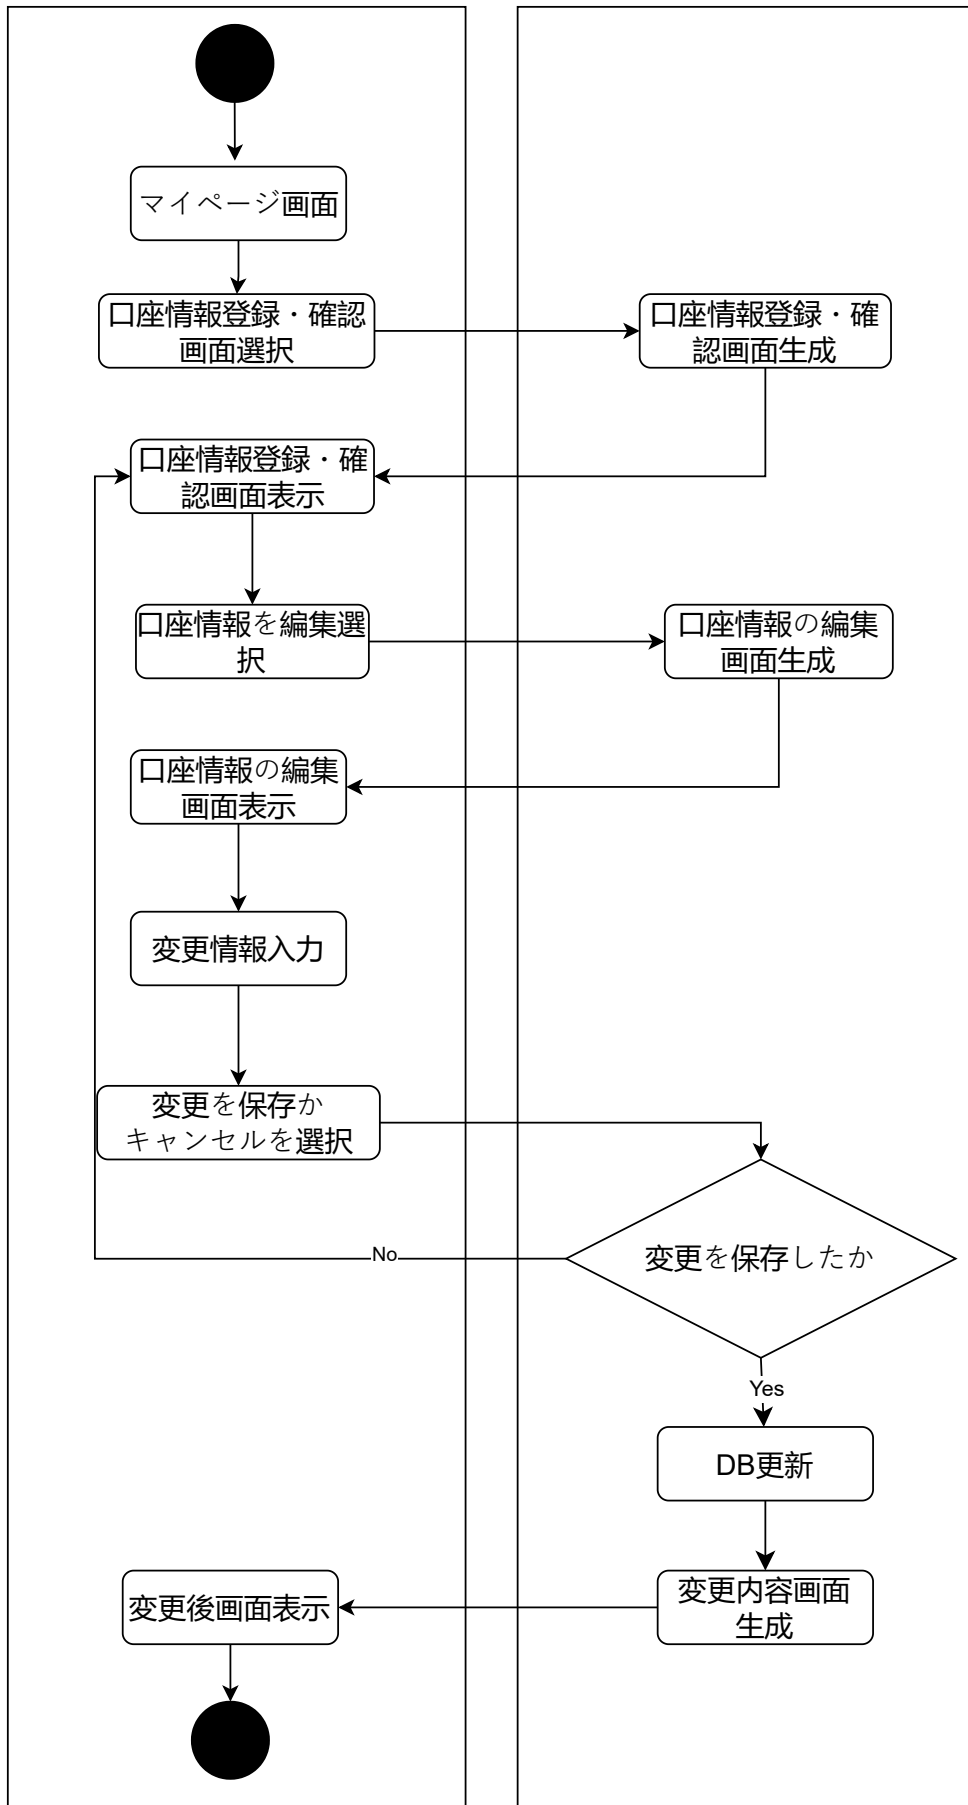 マイページ画面
口座情報登録・確認
画面選択
口座情報登録・確
認画面生成
口座情報登録・確
認画面表示
口座情報を編集選
択
口座情報の編集
画面生成
口座情報の編集
画面表示
変更情報入力
変更を保存か
キャンセルを選択
変更を保存したか
No
Yes
DB更新
変更内容画面
生成
変更後画面表示